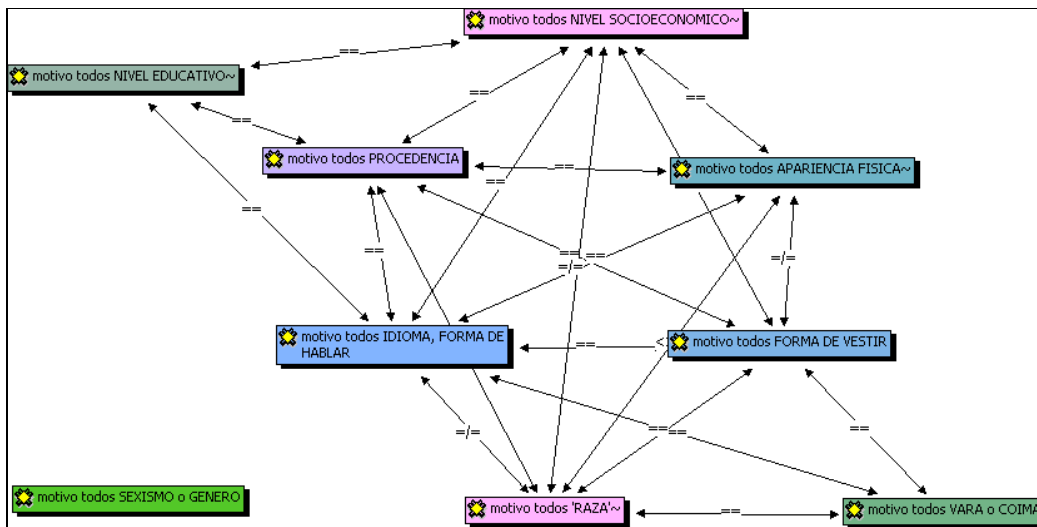 motivo todos NIVEL SOCIOECONOMICO~
==
motivo todos NIVEL EDUCATIVO~
==
==
==
motivo todos PROCEDENCIA
==
motivo todos APARIENCIA FISICA~
==
==
==
==
==
=/=
=/=
motivo todos IDIOMA, FORMA DE
HABLAR
==
<
motivo todos FORMA DE VESTIR
=/=
==
==
==
motivo todos SEXISMO o GENERO
motivo todos 'RAZA'~
==
motivo todos VARA o COIMA